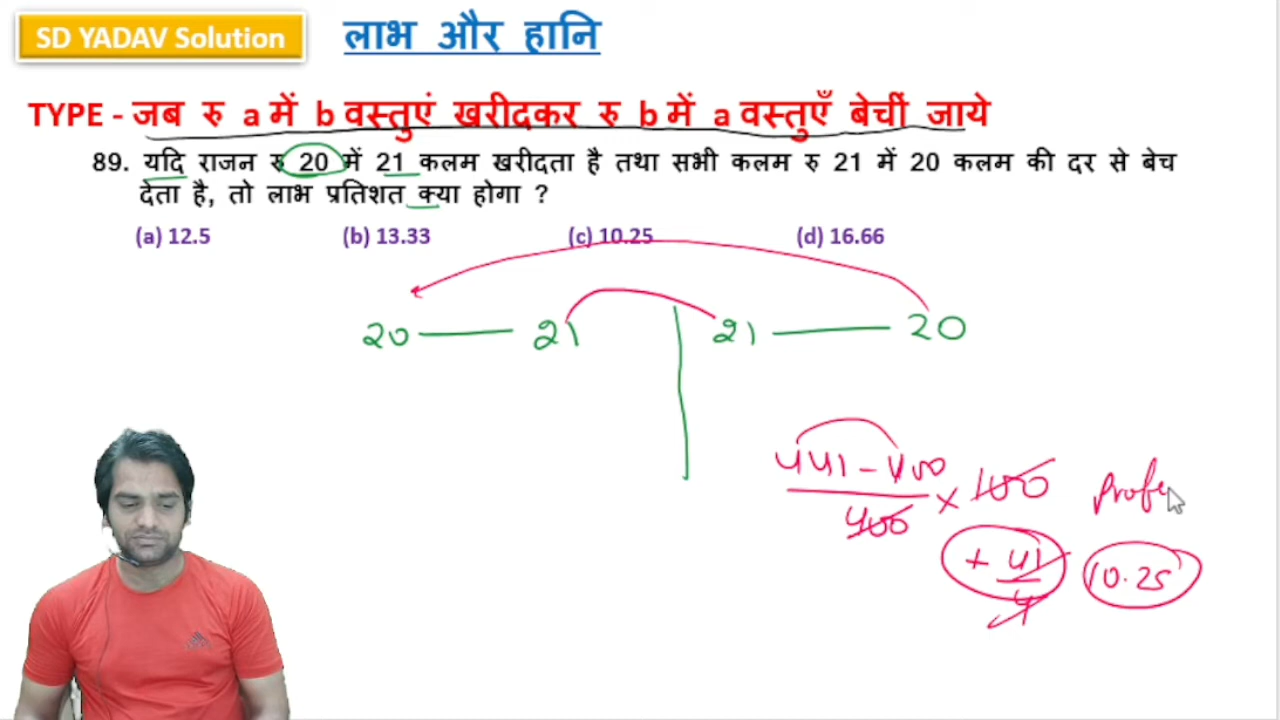 SD YADAV Solution
लाभ और हानि
TYPE - जब रु a में b वस्तुएं खरीदकर रु b में a वस्तुएँ बेचीं जाये
89. यदि राजन रु 20 में 21 कलम खरीदता है तथा सभी कलम रु 21 में 20 कलम की दर से बेच
देता है, तो लाभ प्रतिशत क्या होगा ?
(a) 12.5 (b) 13.33 (c) 10.25 (d) 16.66
20 — 21 21 — 20
441 - 400
400
× 100
+ 41
4
10.25